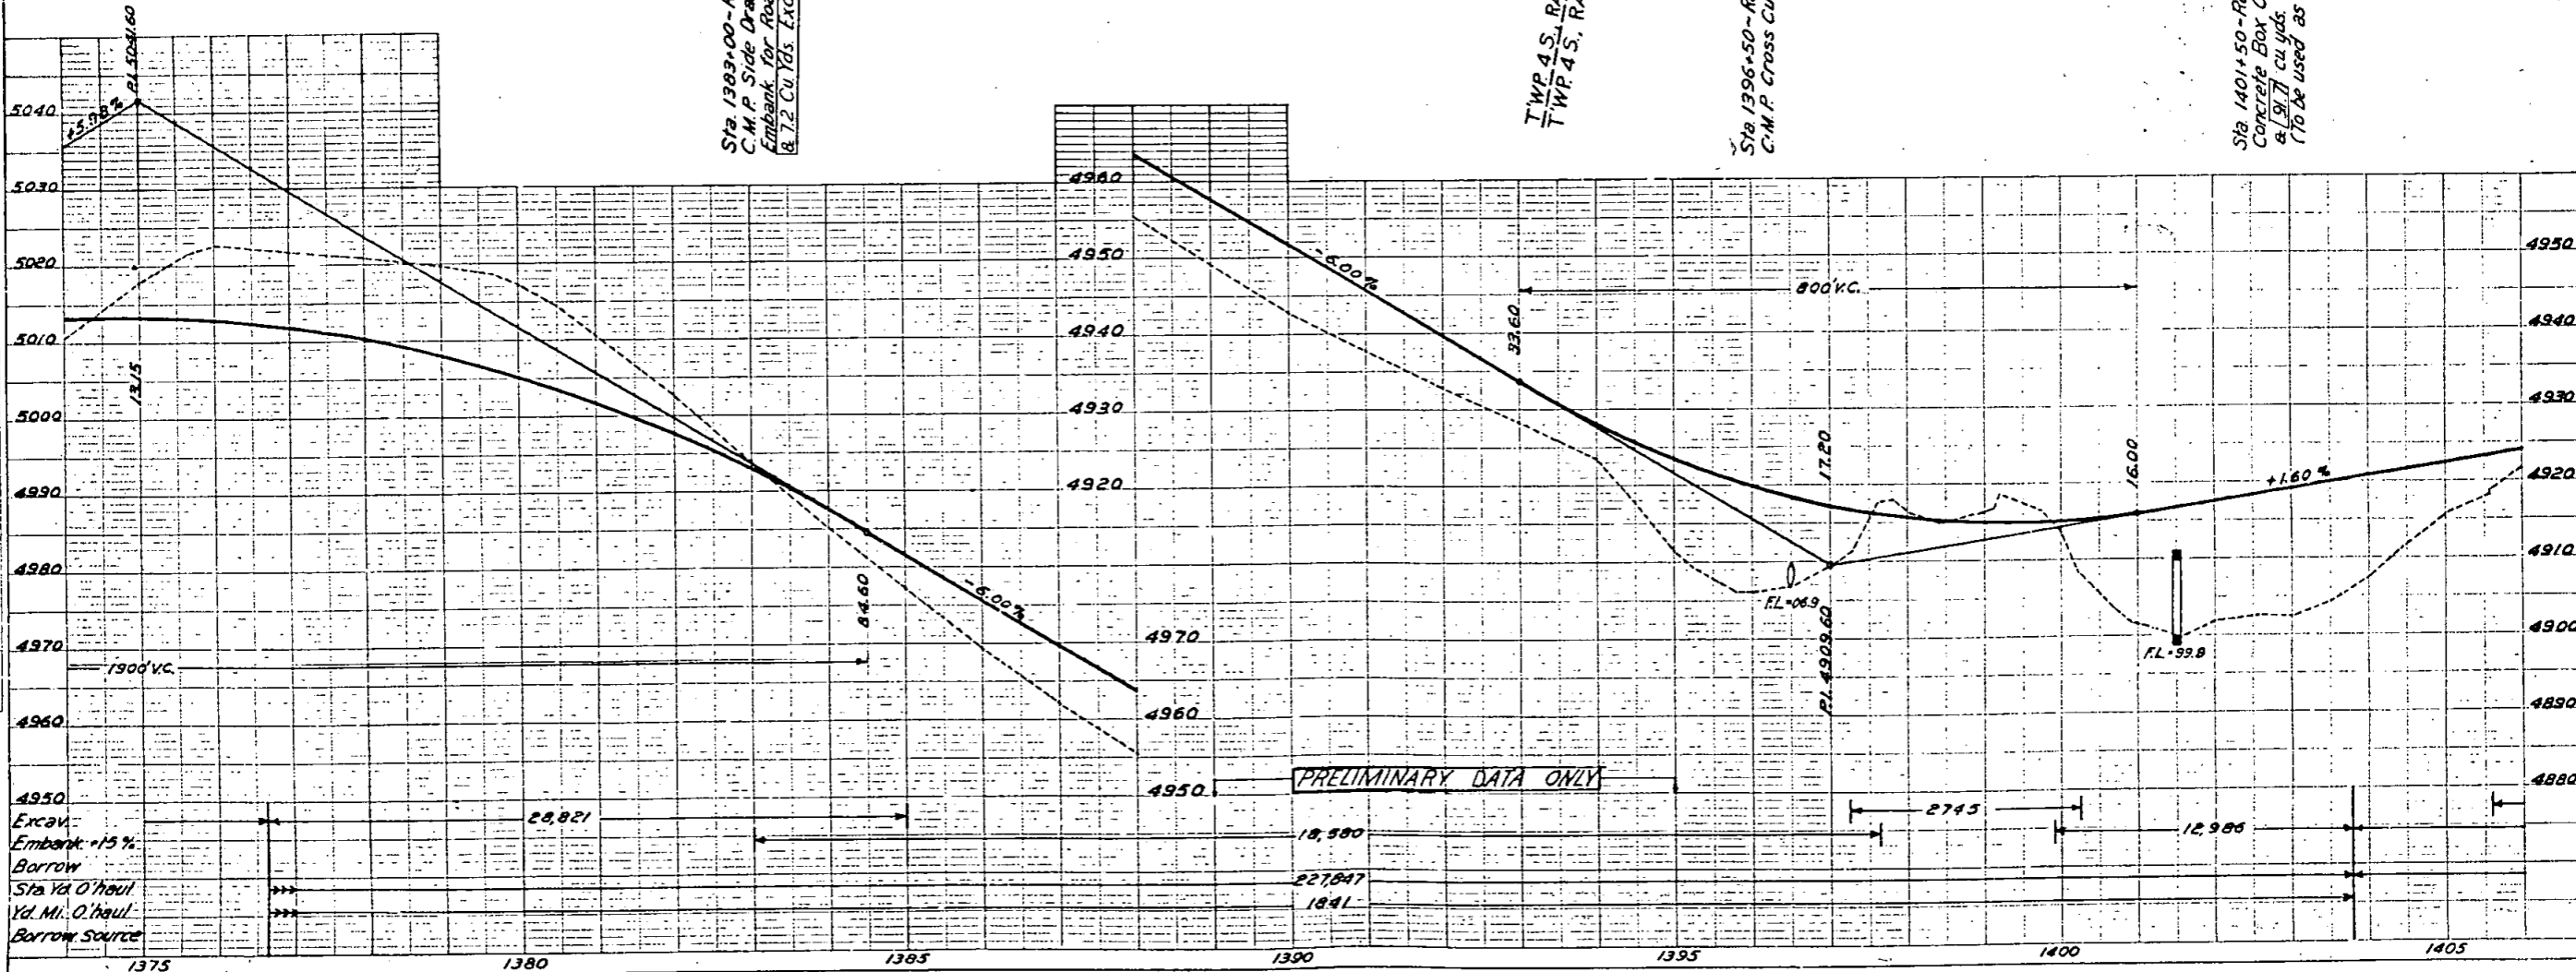 Sta. 1383+00-
C.M.P. Side
Embank. for
& 7.2 Cu. Yds.
T'WP. 4 S.,
T'WP. 4 S.,
Sta. 1396+50-
C.M.P. Cross
Sta. 1401+50-
Concrete Box
& 91.7 cu. yds.
(To be used as
P.I. 5041.60
+5.98%
5040
5030
5020
5010
5000
4990
4980
4970
4960
4950
13.15
1900' V.C.
84.60
-6.00%
4960
4950
4940
4930
4920
4970
4960
4950
-6.00%
33.60
800' V.C.
17.20
16.00
+1.60%
F.L.=06.9
P.I. 4909.60
F.L.=99.8
4950
4940
4930
4920
4910
4900
4890
4880
PRELIMINARY DATA ONLY
Excav.
28,821
2745
Embank. +15%
18,580
12,986
Borrow
Sta. Yd. O'haul
227,847
Yd. Mi. O'haul
1841
Borrow Source
1375
1380
1385
1390
1395
1400
1405